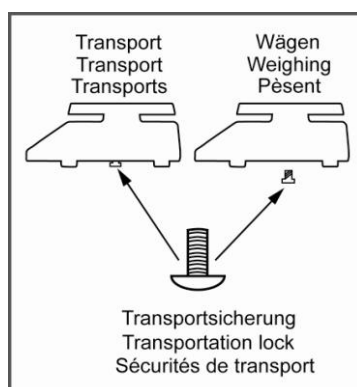 Transport
Transport
Transports
Wägen
Weighing
Pèsent
Transportsicherung
Transportation lock
Sécurités de transport